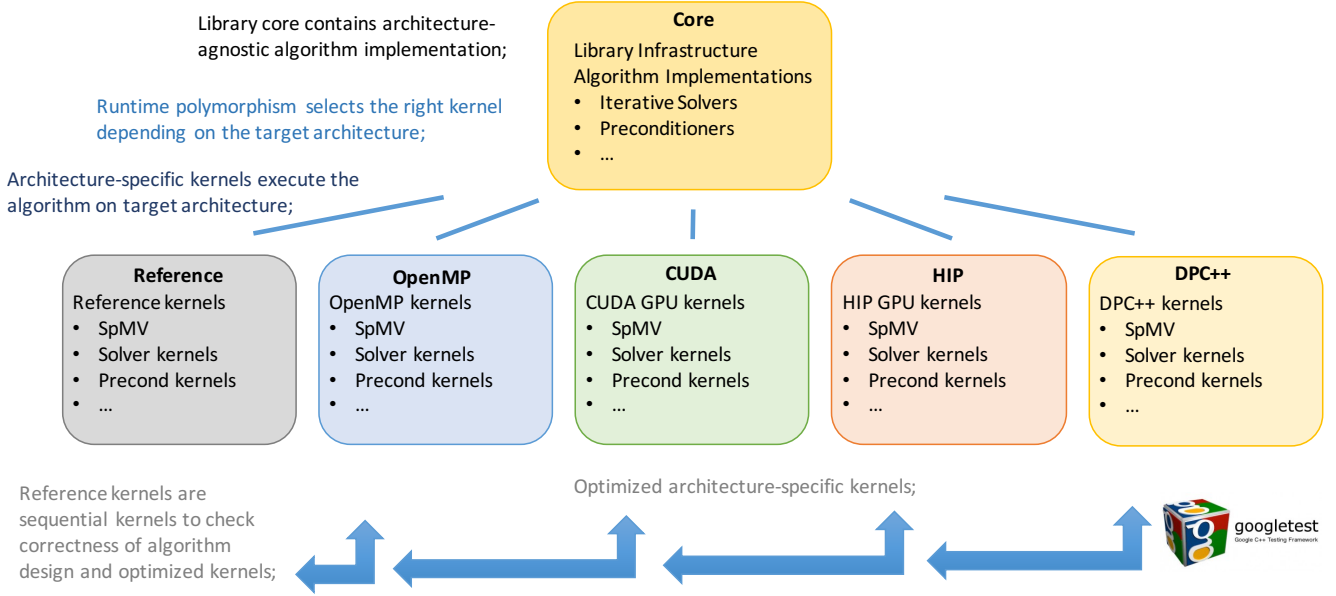 Library core contains architecture-
agnostic algorithm implementation;
Core
Library Infrastructure
Algorithm Implementations
• Iterative Solvers
• Preconditioners
• ...
Runtime polymorphism selects the right kernel
depending on the target architecture;
Architecture-specific kernels execute the
algorithm on target architecture;
Reference
Reference kernels
• SpMV
• Solver kernels
• Precond kernels
• ...
OpenMP
OpenMP kernels
• SpMV
• Solver kernels
• Precond kernels
• ...
CUDA
CUDA GPU kernels
• SpMV
• Solver kernels
• Precond kernels
• ...
HIP
HIP GPU kernels
• SpMV
• Solver kernels
• Precond kernels
• ...
DPC++
DPC++ kernels
• SpMV
• Solver kernels
• Precond kernels
• ...
Reference kernels are
sequential kernels to check
correctness of algorithm
design and optimized kernels;
Optimized architecture-specific kernels;
googletest
Google C++ Testing Framework